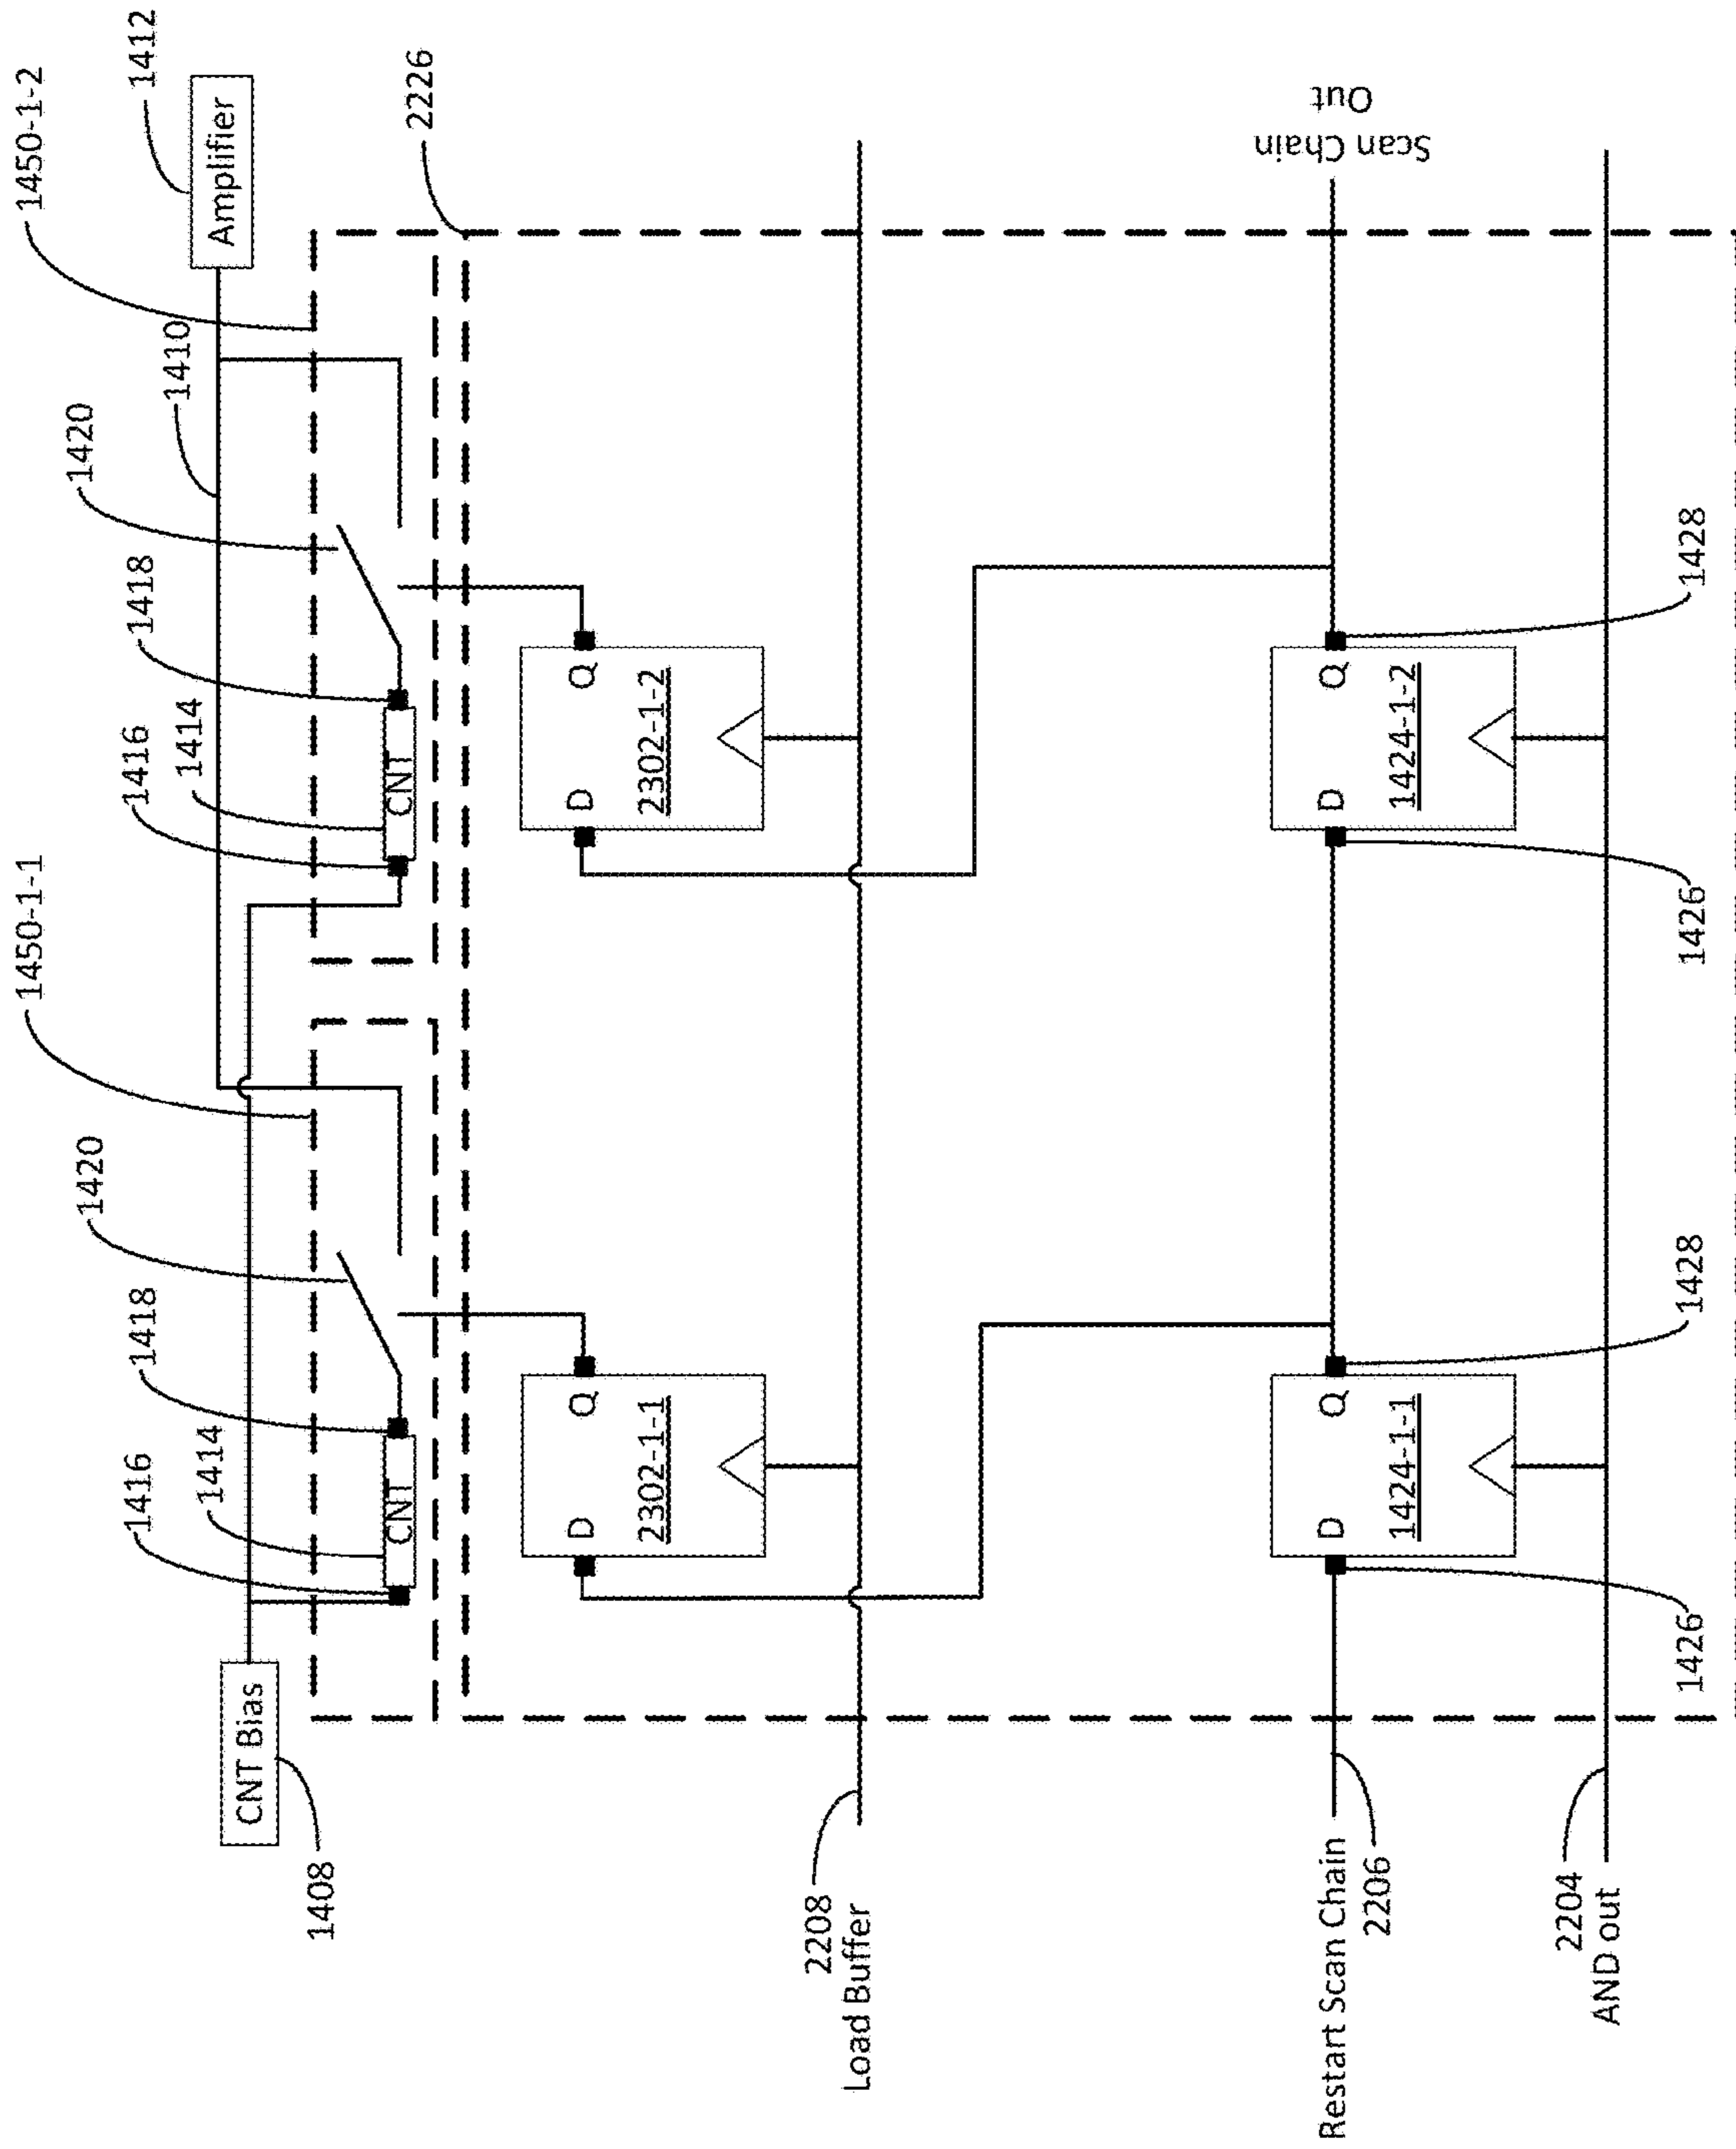 1412
1450-1-2
Amplifier
2226
1410
1420
1418
1416
1414
CNT
1450-1-1
1420
1418
1416
1414
CNT
CNT Bias
1408
D
Q
2302-1-1
D
Q
2302-1-2
2208
Load Buffer
D
Q
1424-1-1
D
Q
1424-1-2
Scan Chain
Out
Restart Scan Chain
2206
1426
1428
1426
1428
2204
AND out